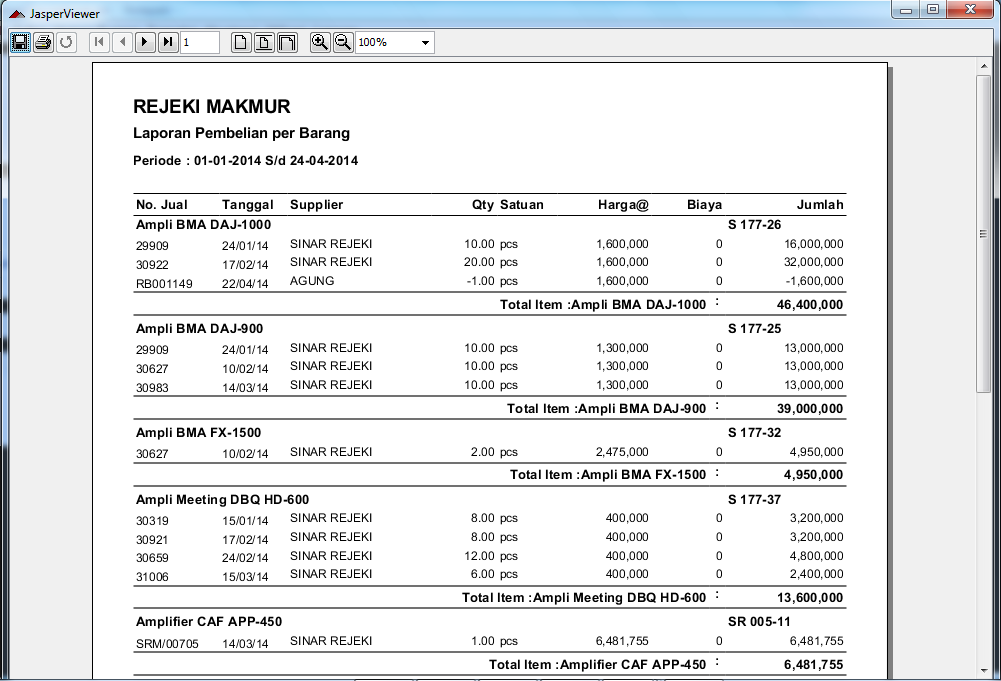 JasperViewer
1
100%
REJEKI MAKMUR
Laporan Pembelian per Barang
Periode : 01-01-2014 S/d 24-04-2014
No. Jual Tanggal Supplier Qty Satuan Harga@ Biaya Jumlah
Ampli BMA DAJ-1000 S 177-26
29909 24/01/14 SINAR REJEKI 10.00 pcs 1,600,000 0 16,000,000
30922 17/02/14 SINAR REJEKI 20.00 pcs 1,600,000 0 32,000,000
RB001149 22/04/14 AGUNG -1.00 pcs 1,600,000 0 -1,600,000
Total Item :Ampli BMA DAJ-1000 : 46,400,000
Ampli BMA DAJ-900 S 177-25
29909 24/01/14 SINAR REJEKI 10.00 pcs 1,300,000 0 13,000,000
30627 10/02/14 SINAR REJEKI 10.00 pcs 1,300,000 0 13,000,000
30983 14/03/14 SINAR REJEKI 10.00 pcs 1,300,000 0 13,000,000
Total Item :Ampli BMA DAJ-900 : 39,000,000
Ampli BMA FX-1500 S 177-32
30627 10/02/14 SINAR REJEKI 2.00 pcs 2,475,000 0 4,950,000
Total Item :Ampli BMA FX-1500 : 4,950,000
Ampli Meeting DBQ HD-600 S 177-37
30319 15/01/14 SINAR REJEKI 8.00 pcs 400,000 0 3,200,000
30921 17/02/14 SINAR REJEKI 8.00 pcs 400,000 0 3,200,000
30659 24/02/14 SINAR REJEKI 12.00 pcs 400,000 0 4,800,000
31006 15/03/14 SINAR REJEKI 6.00 pcs 400,000 0 2,400,000
Total Item :Ampli Meeting DBQ HD-600 : 13,600,000
Amplifier CAF APP-450 SR 005-11
SRM/00705 14/03/14 SINAR REJEKI 1.00 pcs 6,481,755 0 6,481,755
Total Item :Amplifier CAF APP-450 : 6,481,755